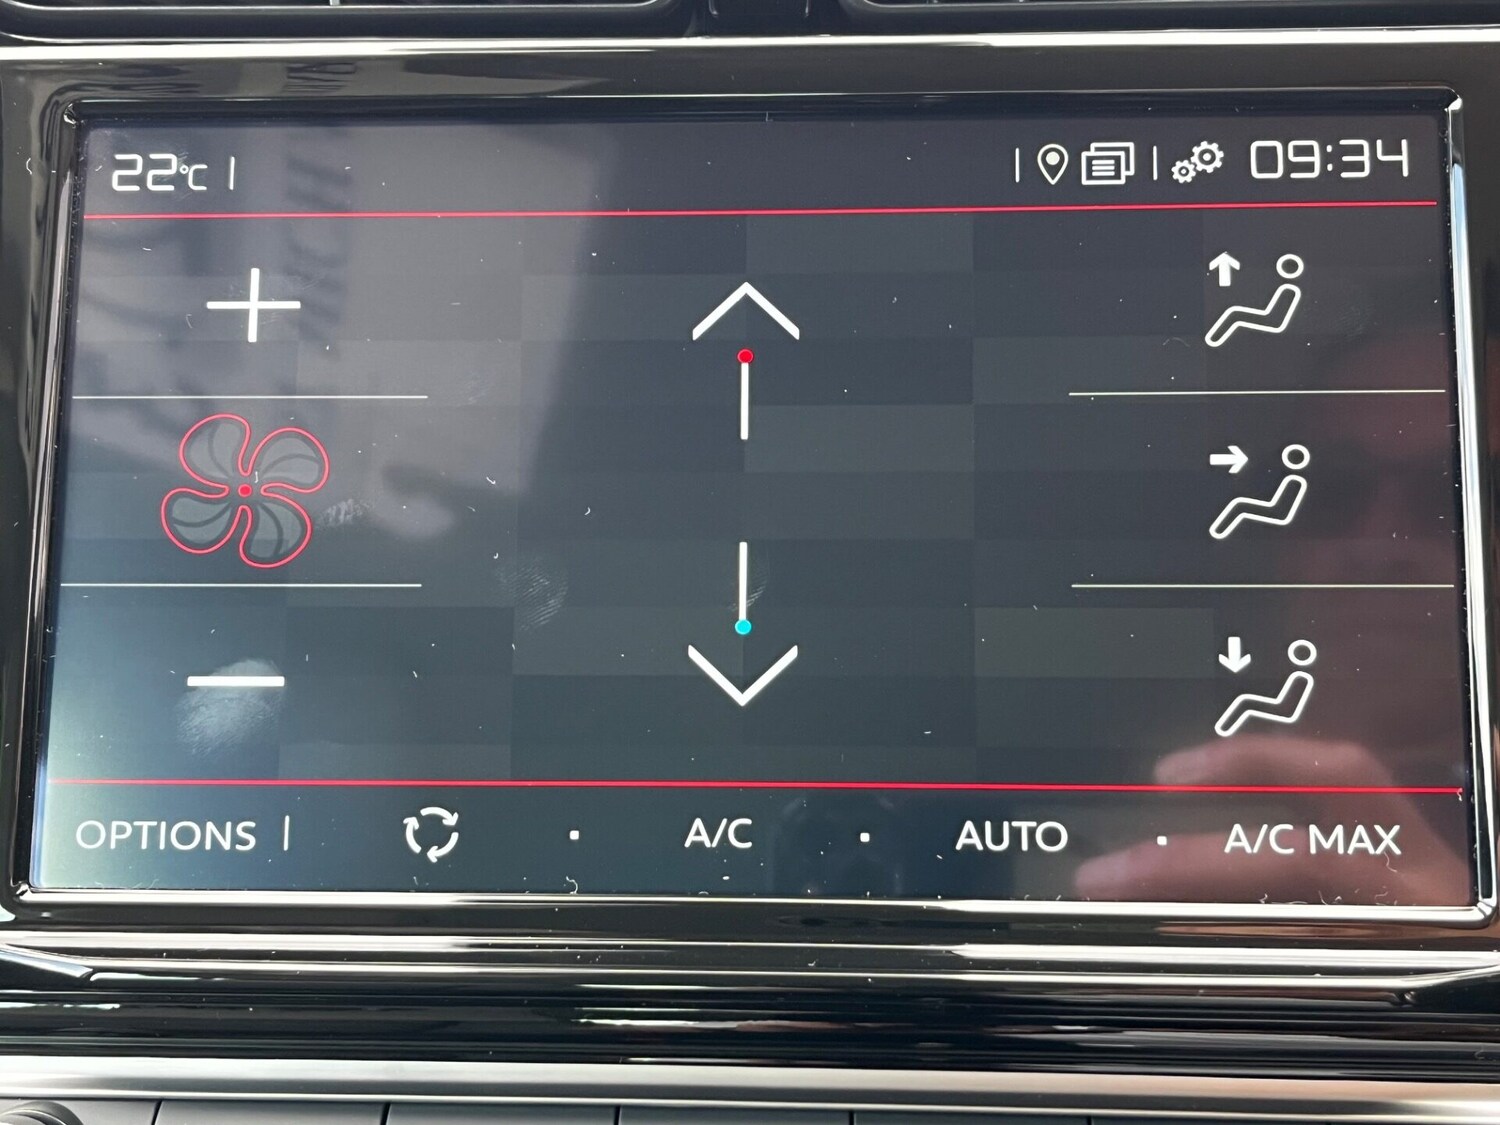 22°C
09:34
OPTIONS
A/C
AUTO
A/C MAX